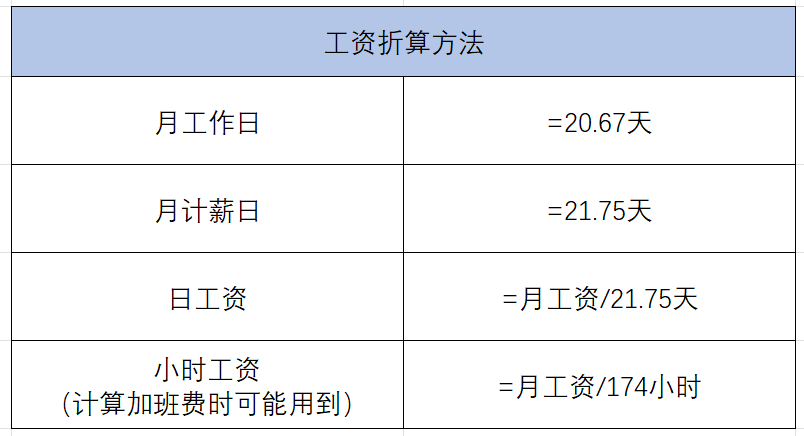 工资折算方法
月工作日
=20.67天
月计薪日
=21.75天
日工资
=月工资/21.75天
小时工资
（计算加班费时可能用到）
=月工资/174小时